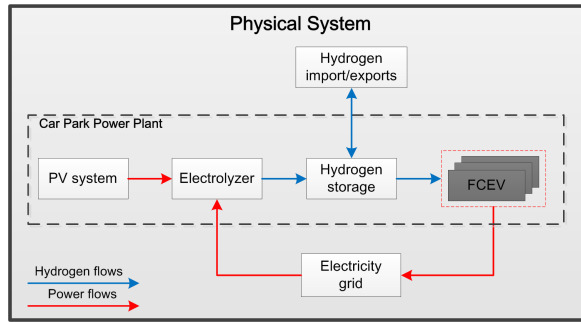 Physical System
Hydrogen
import/exports
Car Park Power Plant
PV system
Electrolyzer
Hydrogen
storage
FCEV
Electricity
grid
Hydrogen flows
Power flows